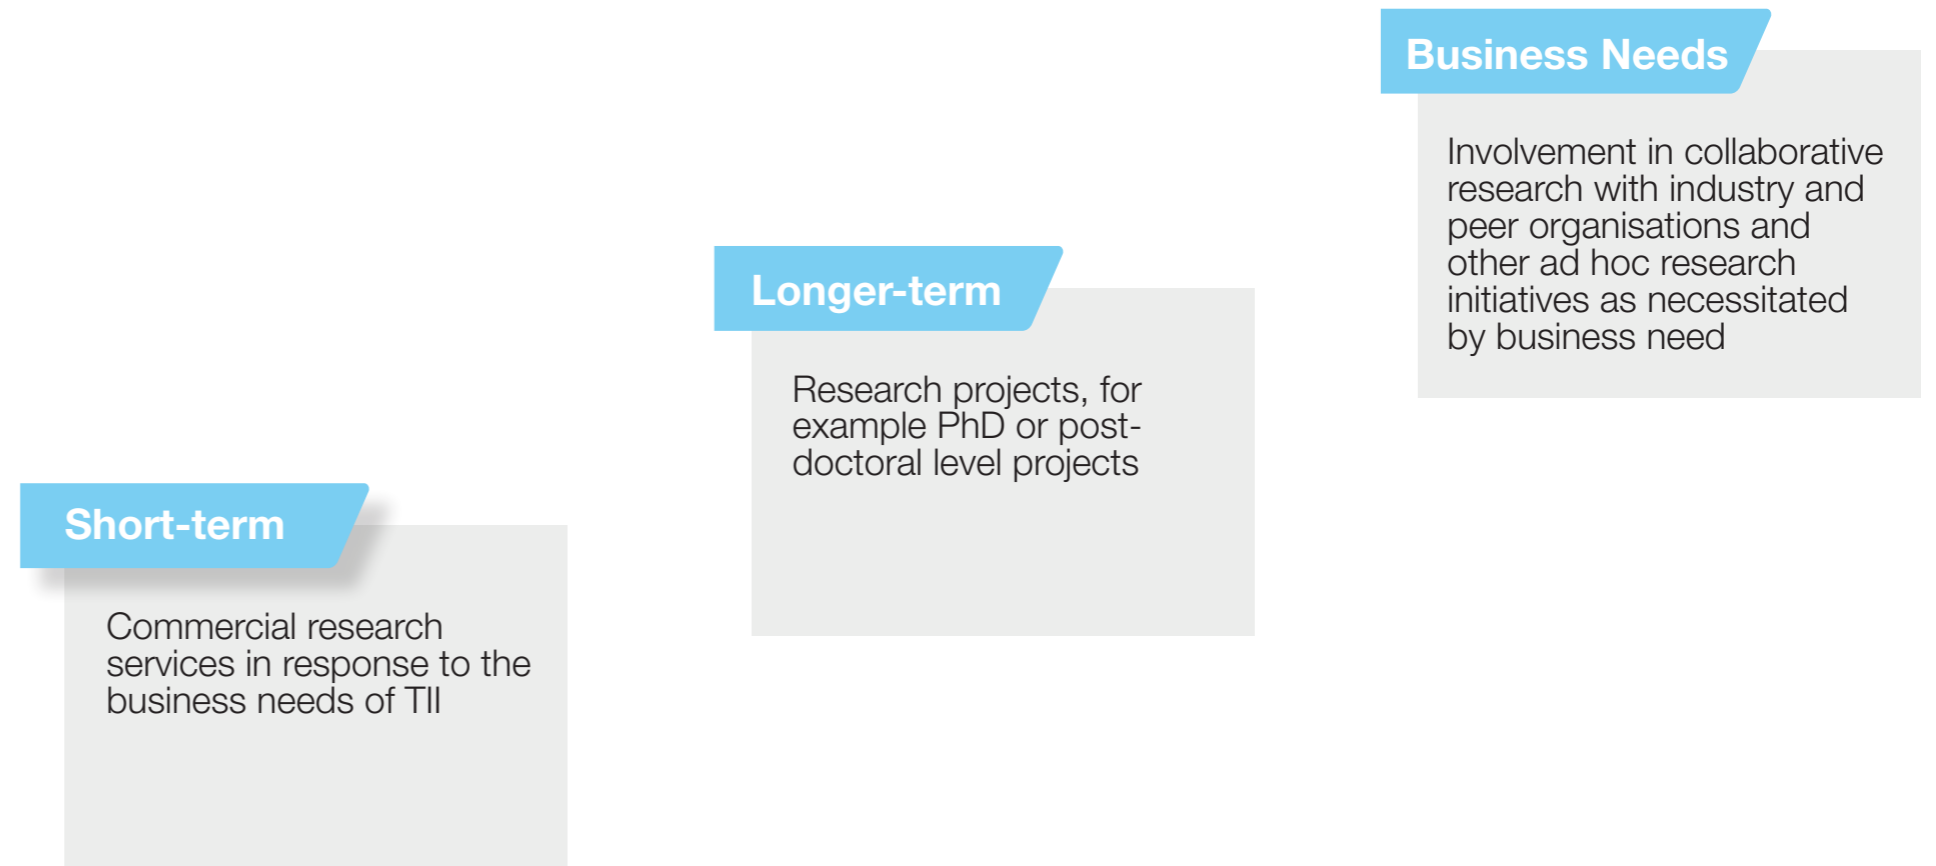 Short-term
Commercial research
services in response to the
business needs of TII
Longer-term
Research projects, for
example PhD or post-
doctoral level projects
Business Needs
Involvement in collaborative
research with industry and
peer organisations and
other ad hoc research
initiatives as necessitated
by business need